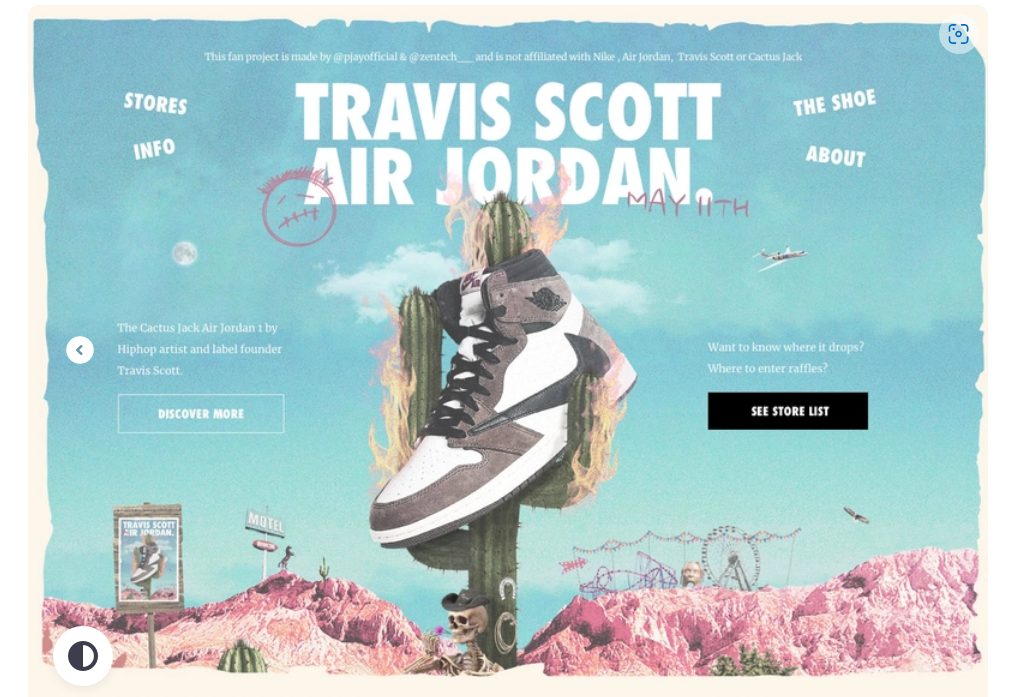 This fan project is made by @pjayofficial & @zentech___ and is not affiliated with Nike , Air Jordan, Travis Scott or Cactus Jack
STORES
INFO
TRAVIS SCOTT
AIR JORDAN.
MAY 11TH
THE SHOE
ABOUT
The Cactus Jack Air Jordan 1 by
Hiphop artist and label founder
Travis Scott.
DISCOVER MORE
Want to know where it drops?
Where to enter raffles?
SEE STORE LIST
TRAVIS SCOTT
AIR JORDAN.
MOTEL